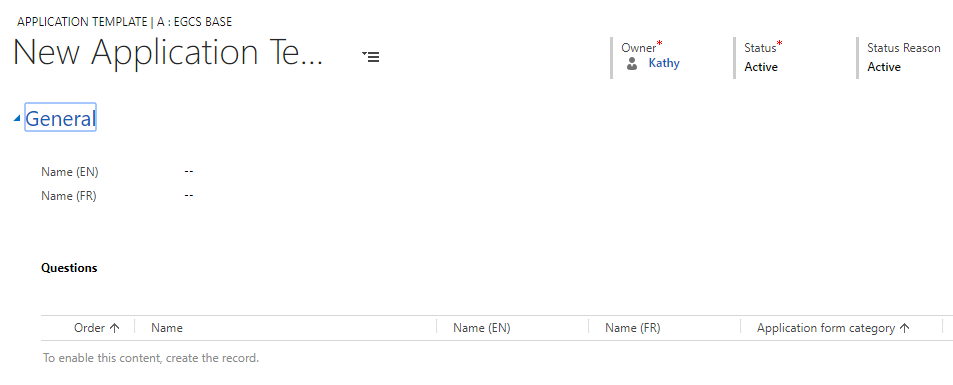 APPLICATION TEMPLATE | A : EGCS BASE
New Application Te...
Owner* Status* Status Reason
Kathy Active Active
General
Name (EN) --
Name (FR) --
Questions
Order Name Name (EN) Name (FR) Application form category
To enable this content, create the record.